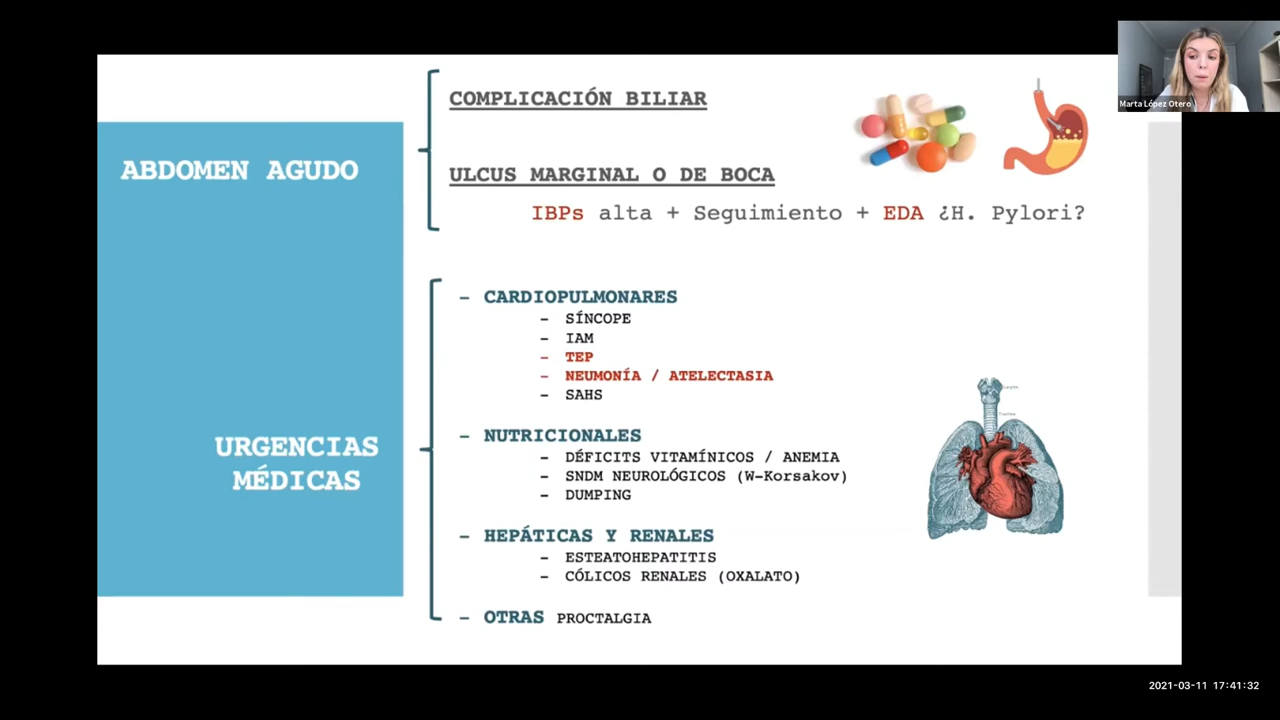 Marta López Otero
ABDOMEN AGUDO
COMPLICACIÓN BILIAR
ULCUS MARGINAL O DE BOCA
IBPs alta + Seguimiento + EDA ¿H. Pylori?
URGENCIAS
MÉDICAS
- CARDIOPULMONARES
- SÍNCOPE
- IAM
- TEP
- NEUMONÍA / ATELECTASIA
- SAHS
- NUTRICIONALES
- DÉFICITS VITAMÍNICOS / ANEMIA
- SNDM NEUROLÓGICOS (W-Korsakov)
- DUMPING
- HEPÁTICAS Y RENALES
- ESTEATOHEPATITIS
- CÓLICOS RENALES (OXALATO)
- OTRAS PROCTALGIA
2021-03-11 17:41:32